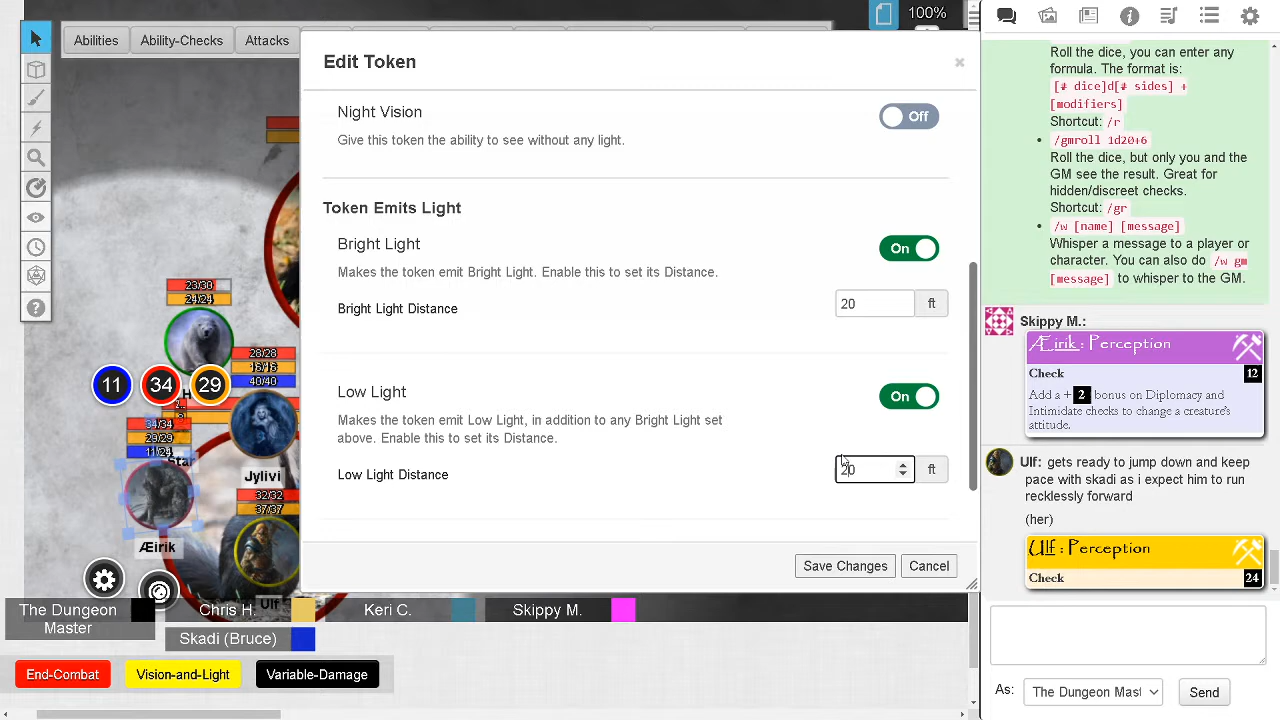 100%
Abilities
Ability-Checks
Attacks
Edit Token
×
Night Vision
Off
Give this token the ability to see without any light.
Token Emits Light
Bright Light
On
Makes the token emit Bright Light. Enable this to set its Distance.
Bright Light Distance
20
ft
Low Light
On
Makes the token emit Low Light, in addition to any Bright Light set
above. Enable this to set its Distance.
Low Light Distance
20
ft
Save Changes
Cancel
23/30
24/24
28/28
16/16
40/40
11
34
29
34/34
29/29
11/24
Star
Jylivi
32/32
37/37
Æirik
Ulf
The Dungeon
Master
Chris H.
Keri C.
Skippy M.
Skadi (Bruce)
End-Combat
Vision-and-Light
Variable-Damage
Roll the dice, you can enter any
formula. The format is:
[# dice]d[# sides] +
[modifiers]
Shortcut: /r
• /gmroll 1d20+6
Roll the dice, but only you and the
GM see the result. Great for
hidden/discreet checks.
Shortcut: /gr
• /w [name] [message]
Whisper a message to a player or
character. You can also do /w gm
[message] to whisper to the GM.
Skippy M.:
Æirik : Perception
Check
12
Add a + 2 bonus on Diplomacy and
Intimidate checks to change a creature's
attitude.
Ulf: gets ready to jump down and keep
pace with skadi as i expect him to run
recklessly forward
(her)
Ulf : Perception
Check
24
As:
The Dungeon Mast
Send